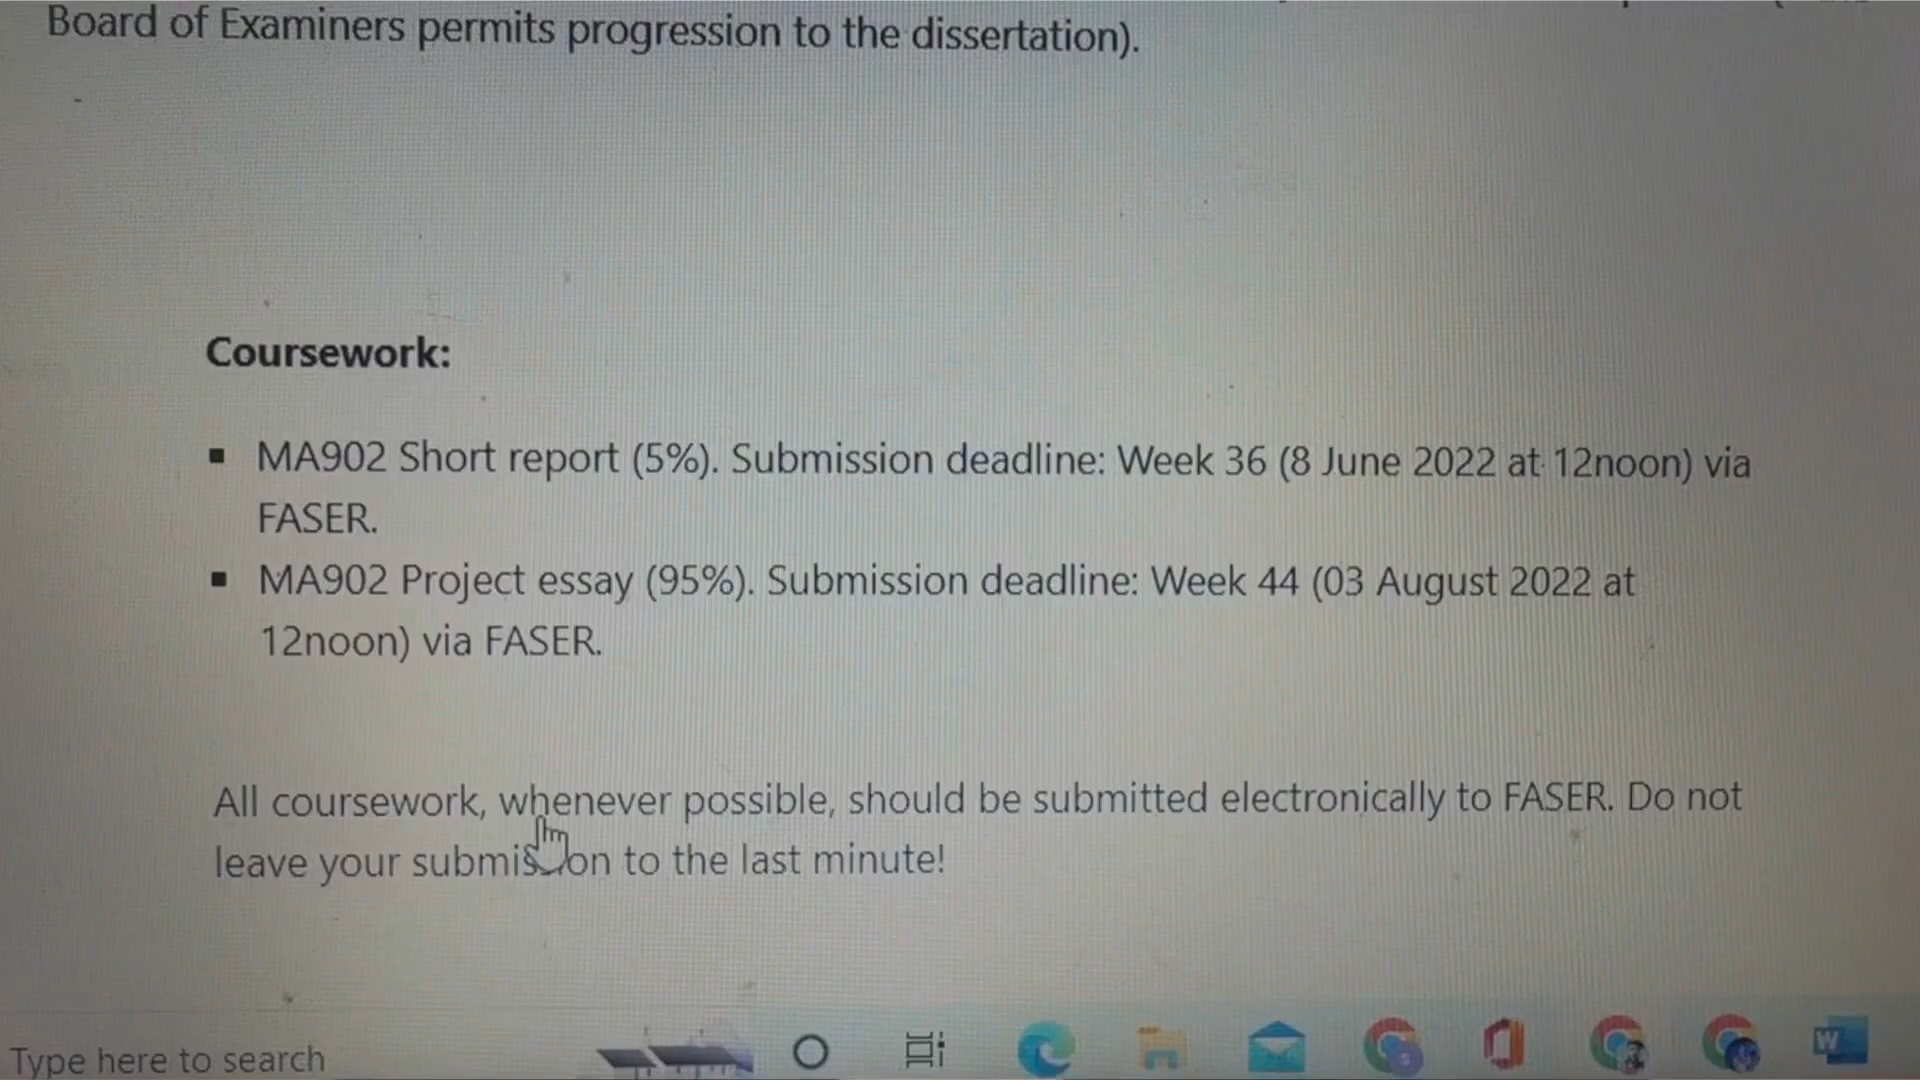 Board of Examiners permits progression to the dissertation).
Coursework:
▪ MA902 Short report (5%). Submission deadline: Week 36 (8 June 2022 at 12noon) via
FASER.
▪ MA902 Project essay (95%). Submission deadline: Week 44 (03 August 2022 at
12noon) via FASER.
All coursework, whenever possible, should be submitted electronically to FASER. Do not
leave your submission to the last minute!
Type here to search
W